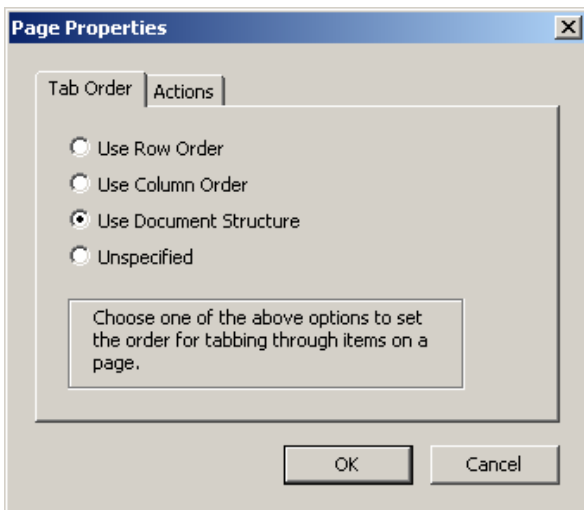 Page Properties
Tab Order
Actions
Use Row Order
Use Column Order
Use Document Structure
Unspecified
Choose one of the above options to set
the order for tabbing through items on a
page.
OK
Cancel